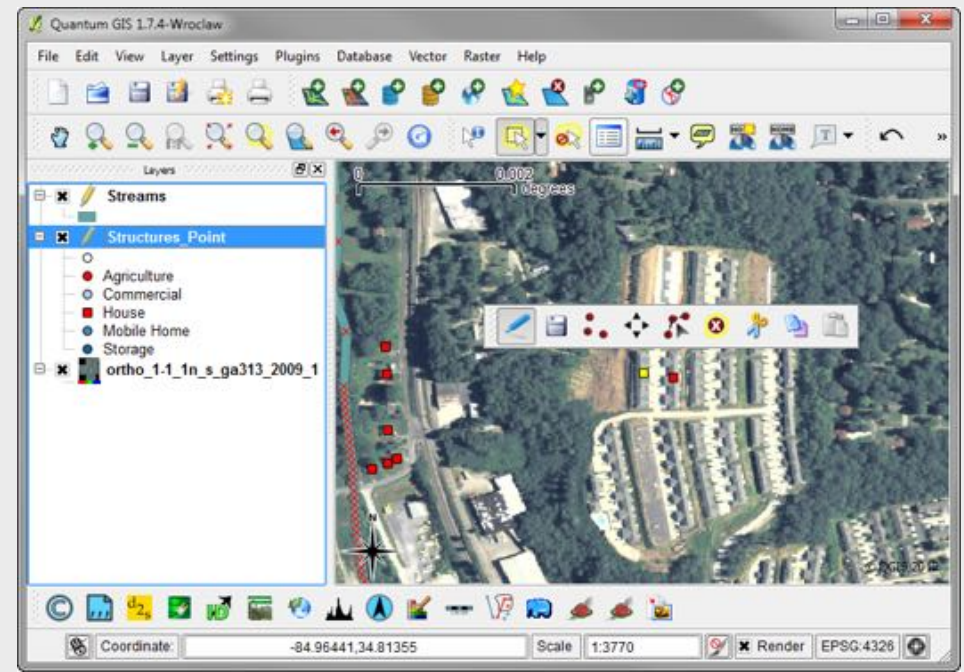 Quantum GIS 1.7.4-Wroclaw
File Edit View Layer Settings Plugins Database Vector Raster Help
Layers
Streams
Structures_Point
Agriculture
Commercial
House
Mobile Home
Storage
ortho_1-1_1n_s_ga313_2009_1
0 0.002
degrees
N
© QGIS 2012
Coordinate: -84.96441,34.81355 Scale 1:3770 Render EPSG:4326